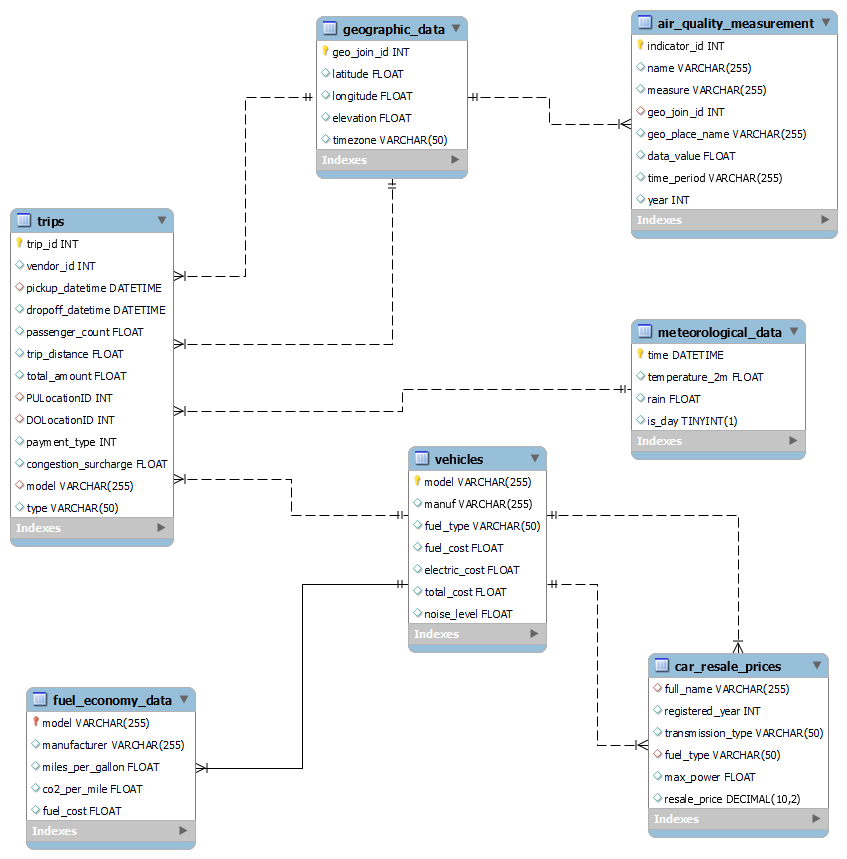 geographic_data
geo_join_id INT
latitude FLOAT
longitude FLOAT
elevation FLOAT
timezone VARCHAR(50)
Indexes
air_quality_measurement
indicator_id INT
name VARCHAR(255)
measure VARCHAR(255)
geo_join_id INT
geo_place_name VARCHAR(255)
data_value FLOAT
time_period VARCHAR(255)
year INT
Indexes
trips
trip_id INT
vendor_id INT
pickup_datetime DATETIME
dropoff_datetime DATETIME
passenger_count FLOAT
trip_distance FLOAT
total_amount FLOAT
PULocationID INT
DOLocationID INT
payment_type INT
congestion_surcharge FLOAT
model VARCHAR(255)
type VARCHAR(50)
Indexes
meteorological_data
time DATETIME
temperature_2m FLOAT
rain FLOAT
is_day TINYINT(1)
Indexes
vehicles
model VARCHAR(255)
manuf VARCHAR(255)
fuel_type VARCHAR(50)
fuel_cost FLOAT
electric_cost FLOAT
total_cost FLOAT
noise_level FLOAT
Indexes
fuel_economy_data
model VARCHAR(255)
manufacturer VARCHAR(255)
miles_per_gallon FLOAT
co2_per_mile FLOAT
fuel_cost FLOAT
Indexes
car_resale_prices
full_name VARCHAR(255)
registered_year INT
transmission_type VARCHAR(50)
fuel_type VARCHAR(50)
max_power FLOAT
resale_price DECIMAL(10,2)
Indexes